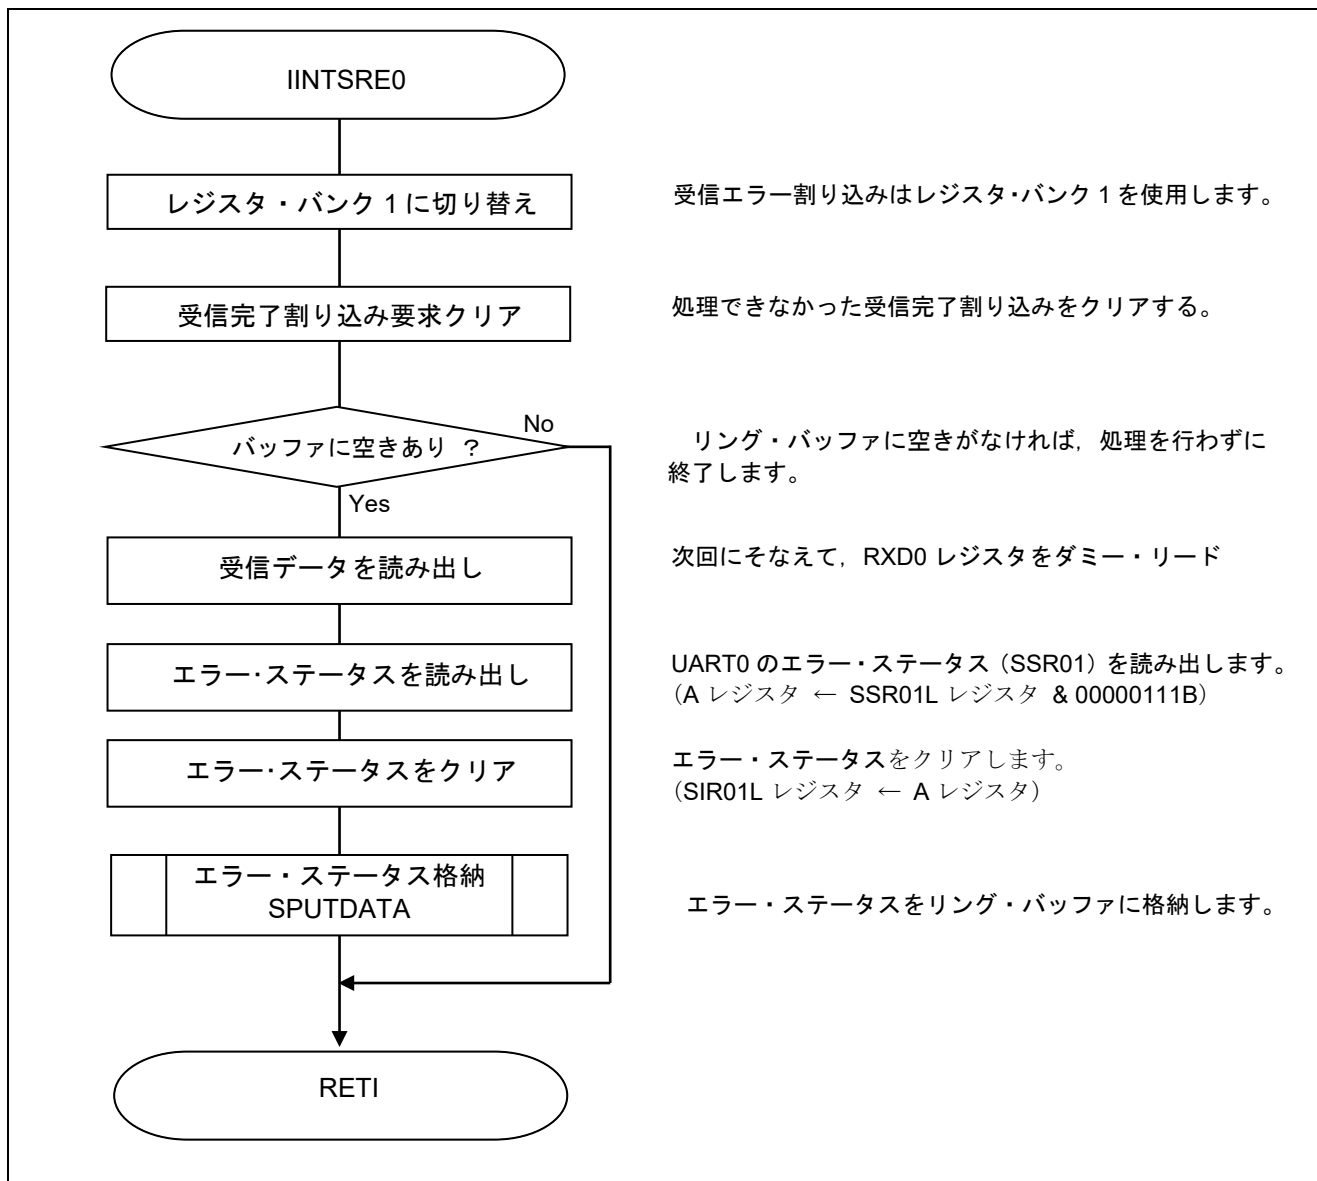 IINTSRE0
レジスタ・バンク 1 に切り替え
受信エラー割り込みはレジスタ・バンク 1 を使用します。
受信完了割り込み要求クリア
処理できなかった受信完了割り込みをクリアする。
バッファに空きあり ?
No
リング・バッファに空きがなければ，処理を行わずに
終了します。
Yes
受信データを読み出し
次回にそなえて，RXD0 レジスタをダミー・リード
エラー・ステータスを読み出し
UART0 のエラー・ステータス（SSR01）を読み出します。
（A レジスタ ← SSR01L レジスタ & 00000111B）
エラー・ステータスをクリア
エラー・ステータスをクリアします。
（SIR01L レジスタ ← A レジスタ）
エラー・ステータス格納
SPUTDATA
エラー・ステータスをリング・バッファに格納します。
RETI